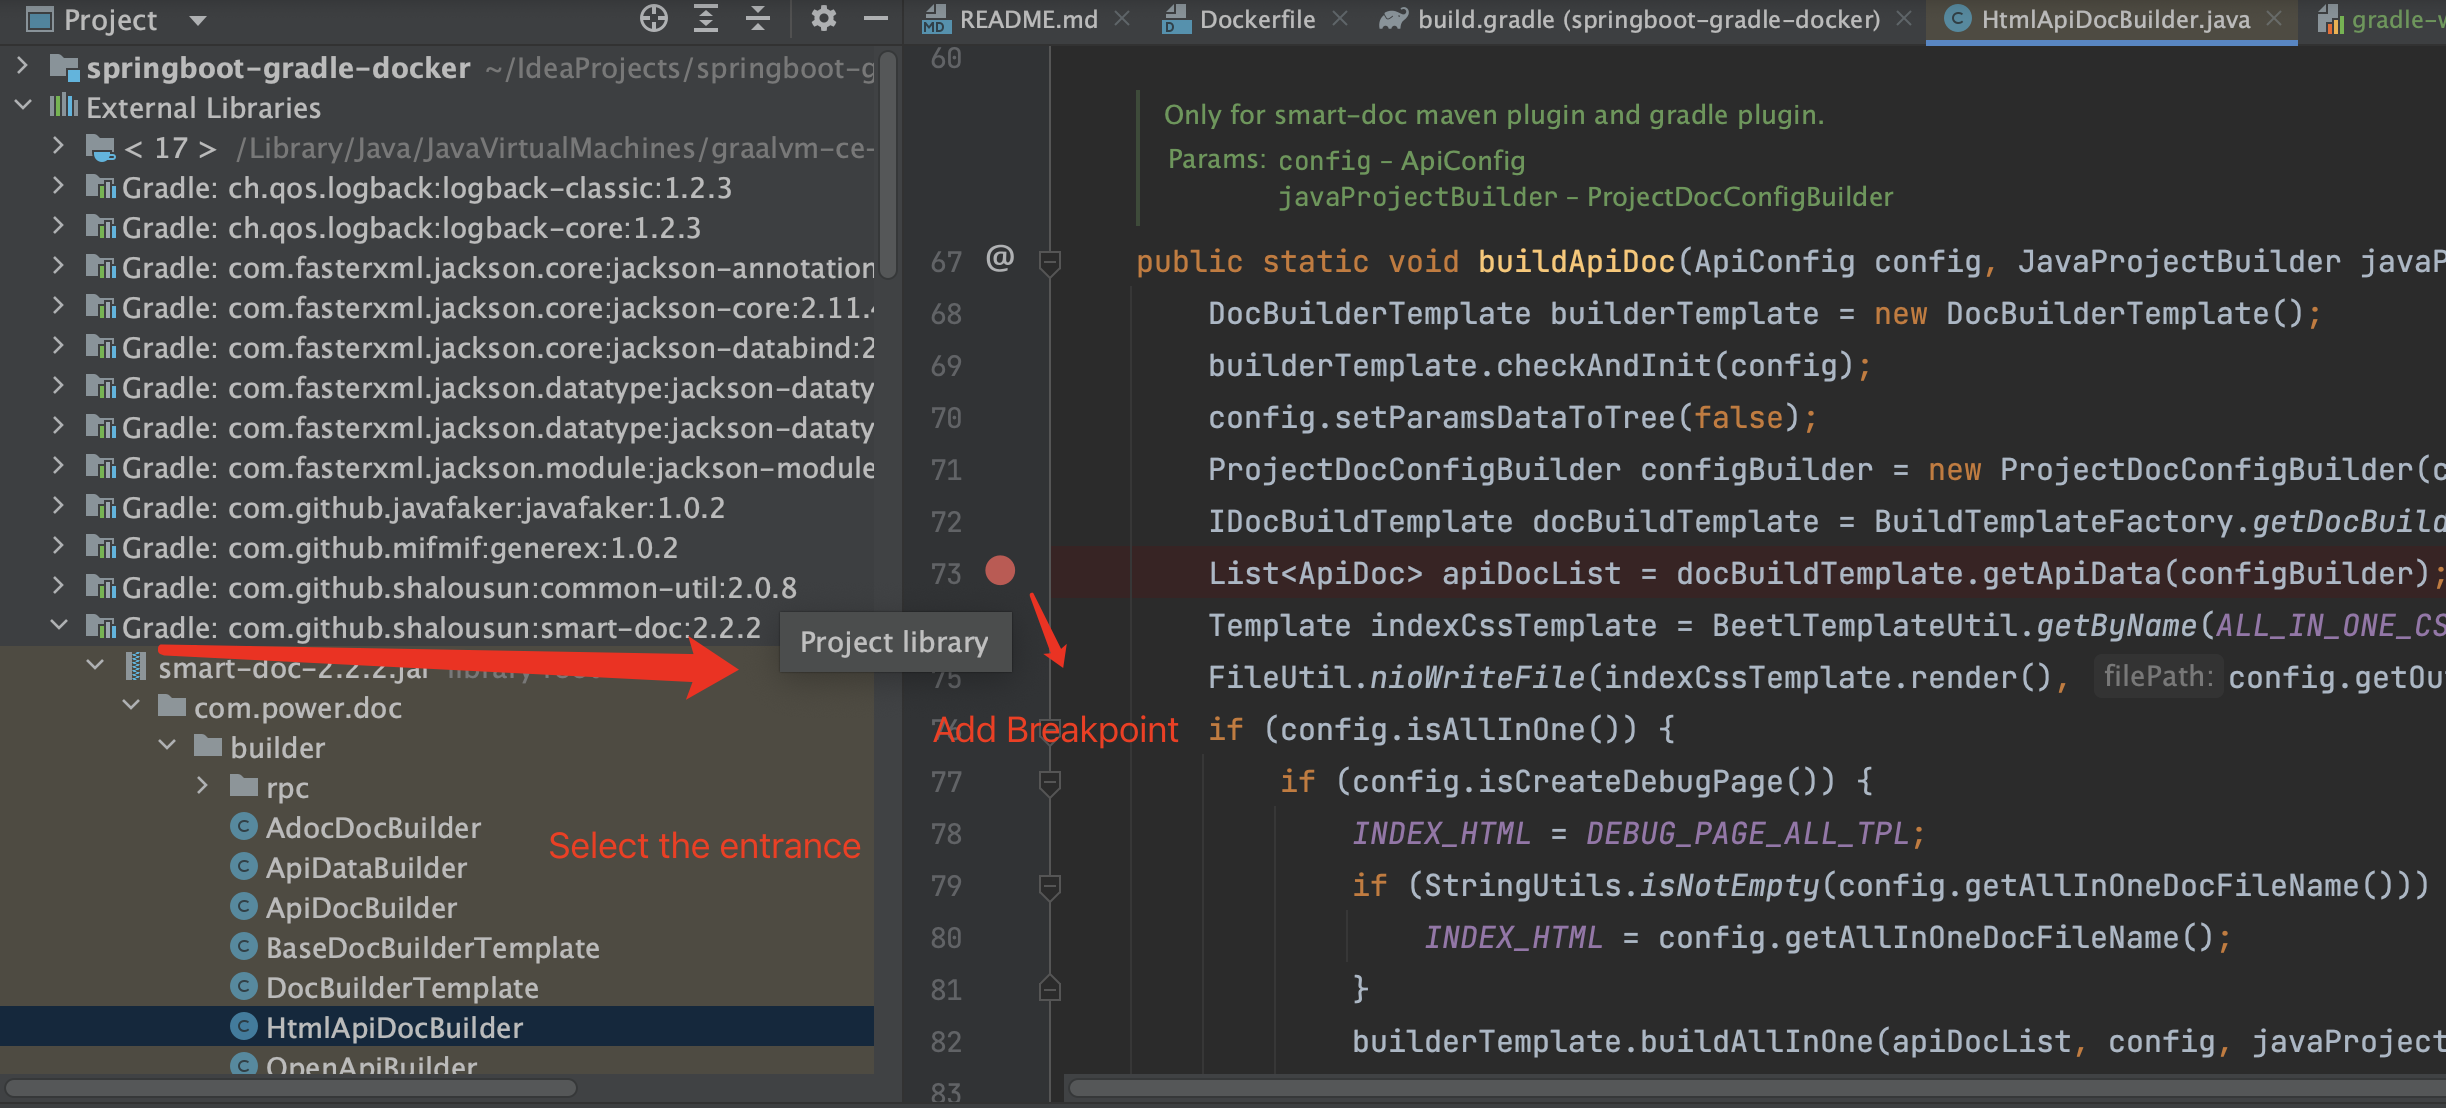 Project
README.md
Dockerfile
build.gradle (springboot-gradle-docker)
HtmlApiDocBuilder.java
springboot-gradle-docker ~/IdeaProjects/springboot-g
External Libraries
< 17 > /Library/Java/JavaVirtualMachines/graalvm-ce-
Gradle: ch.qos.logback:logback-classic:1.2.3
Gradle: ch.qos.logback:logback-core:1.2.3
Gradle: com.fasterxml.jackson.core:jackson-annotation
Gradle: com.fasterxml.jackson.core:jackson-core:2.11.4
Gradle: com.fasterxml.jackson.core:jackson-databind:2
Gradle: com.fasterxml.jackson.datatype:jackson-dataty
Gradle: com.fasterxml.jackson.datatype:jackson-dataty
Gradle: com.fasterxml.jackson.module:jackson-module
Gradle: com.github.javafaker:javafaker:1.0.2
Gradle: com.github.mifmif:generex:1.0.2
Gradle: com.github.shalousun:common-util:2.0.8
Gradle: com.github.shalousun:smart-doc:2.2.2
Project library
smart-doc-2.2.2.jar library root
com.power.doc
builder
rpc
AdocDocBuilder
ApiDataBuilder
ApiDocBuilder
BaseDocBuilderTemplate
DocBuilderTemplate
HtmlApiDocBuilder
OpenApiBuilder
Select the entrance
60
Only for smart-doc maven plugin and gradle plugin.
Params: config – ApiConfig
javaProjectBuilder – ProjectDocConfigBuilder
67 @ public static void buildApiDoc(ApiConfig config, JavaProjectBuilder javaP
68 DocBuilderTemplate builderTemplate = new DocBuilderTemplate();
69 builderTemplate.checkAndInit(config);
70 config.setParamsDataToTree(false);
71 ProjectDocConfigBuilder configBuilder = new ProjectDocConfigBuilder(c
72 IDocBuildTemplate docBuildTemplate = BuildTemplateFactory.getDocBuild
73 List<ApiDoc> apiDocList = docBuildTemplate.getApiData(configBuilder);
Template indexCssTemplate = BeetlTemplateUtil.getByName(ALL_IN_ONE_CS
75 FileUtil.nioWriteFile(indexCssTemplate.render(), filePath: config.getOu
76 if (config.isAllInOne()) {
Add Breakpoint
77 if (config.isCreateDebugPage()) {
78 INDEX_HTML = DEBUG_PAGE_ALL_TPL;
79 if (StringUtils.isNotEmpty(config.getAllInOneDocFileName()))
80 INDEX_HTML = config.getAllInOneDocFileName();
81 }
82 builderTemplate.buildAllInOne(apiDocList, config, javaProject
83